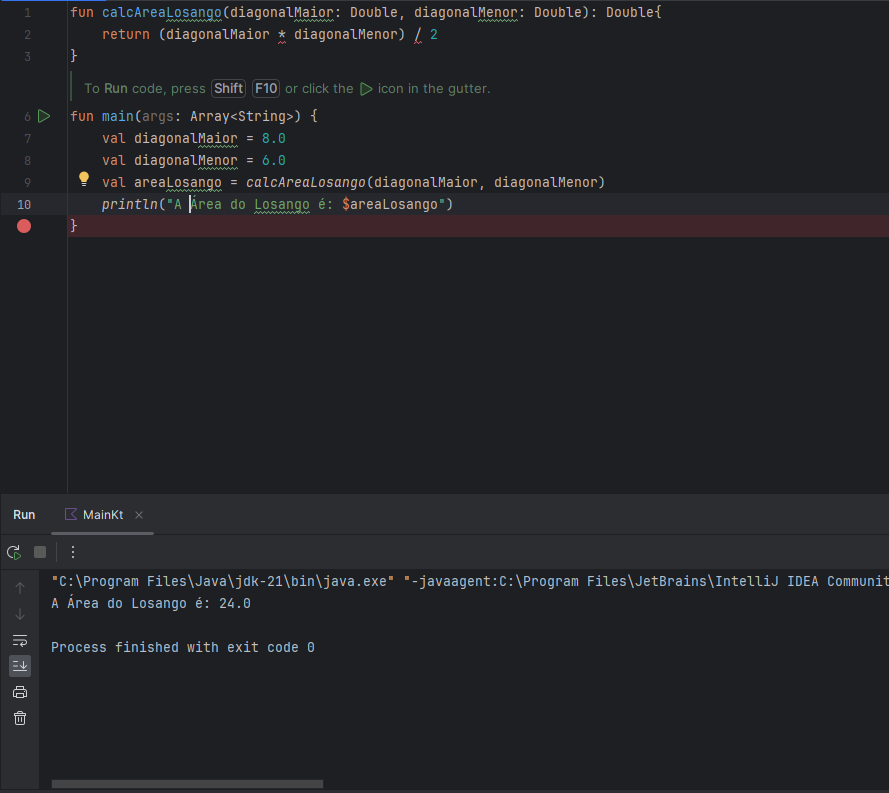 1 fun calcAreaLosango(diagonalMaior: Double, diagonalMenor: Double): Double{
2 return (diagonalMaior * diagonalMenor) / 2
3 }
To Run code, press Shift F10 or click the icon in the gutter.
6 fun main(args: Array<String>) {
7 val diagonalMaior = 8.0
8 val diagonalMenor = 6.0
9 val areaLosango = calcAreaLosango(diagonalMaior, diagonalMenor)
10 println("A Área do Losango é: $areaLosango")
}
Run MainKt
"C:\Program Files\Java\jdk-21\bin\java.exe" "-javaagent:C:\Program Files\JetBrains\IntelliJ IDEA Communit
A Área do Losango é: 24.0
Process finished with exit code 0